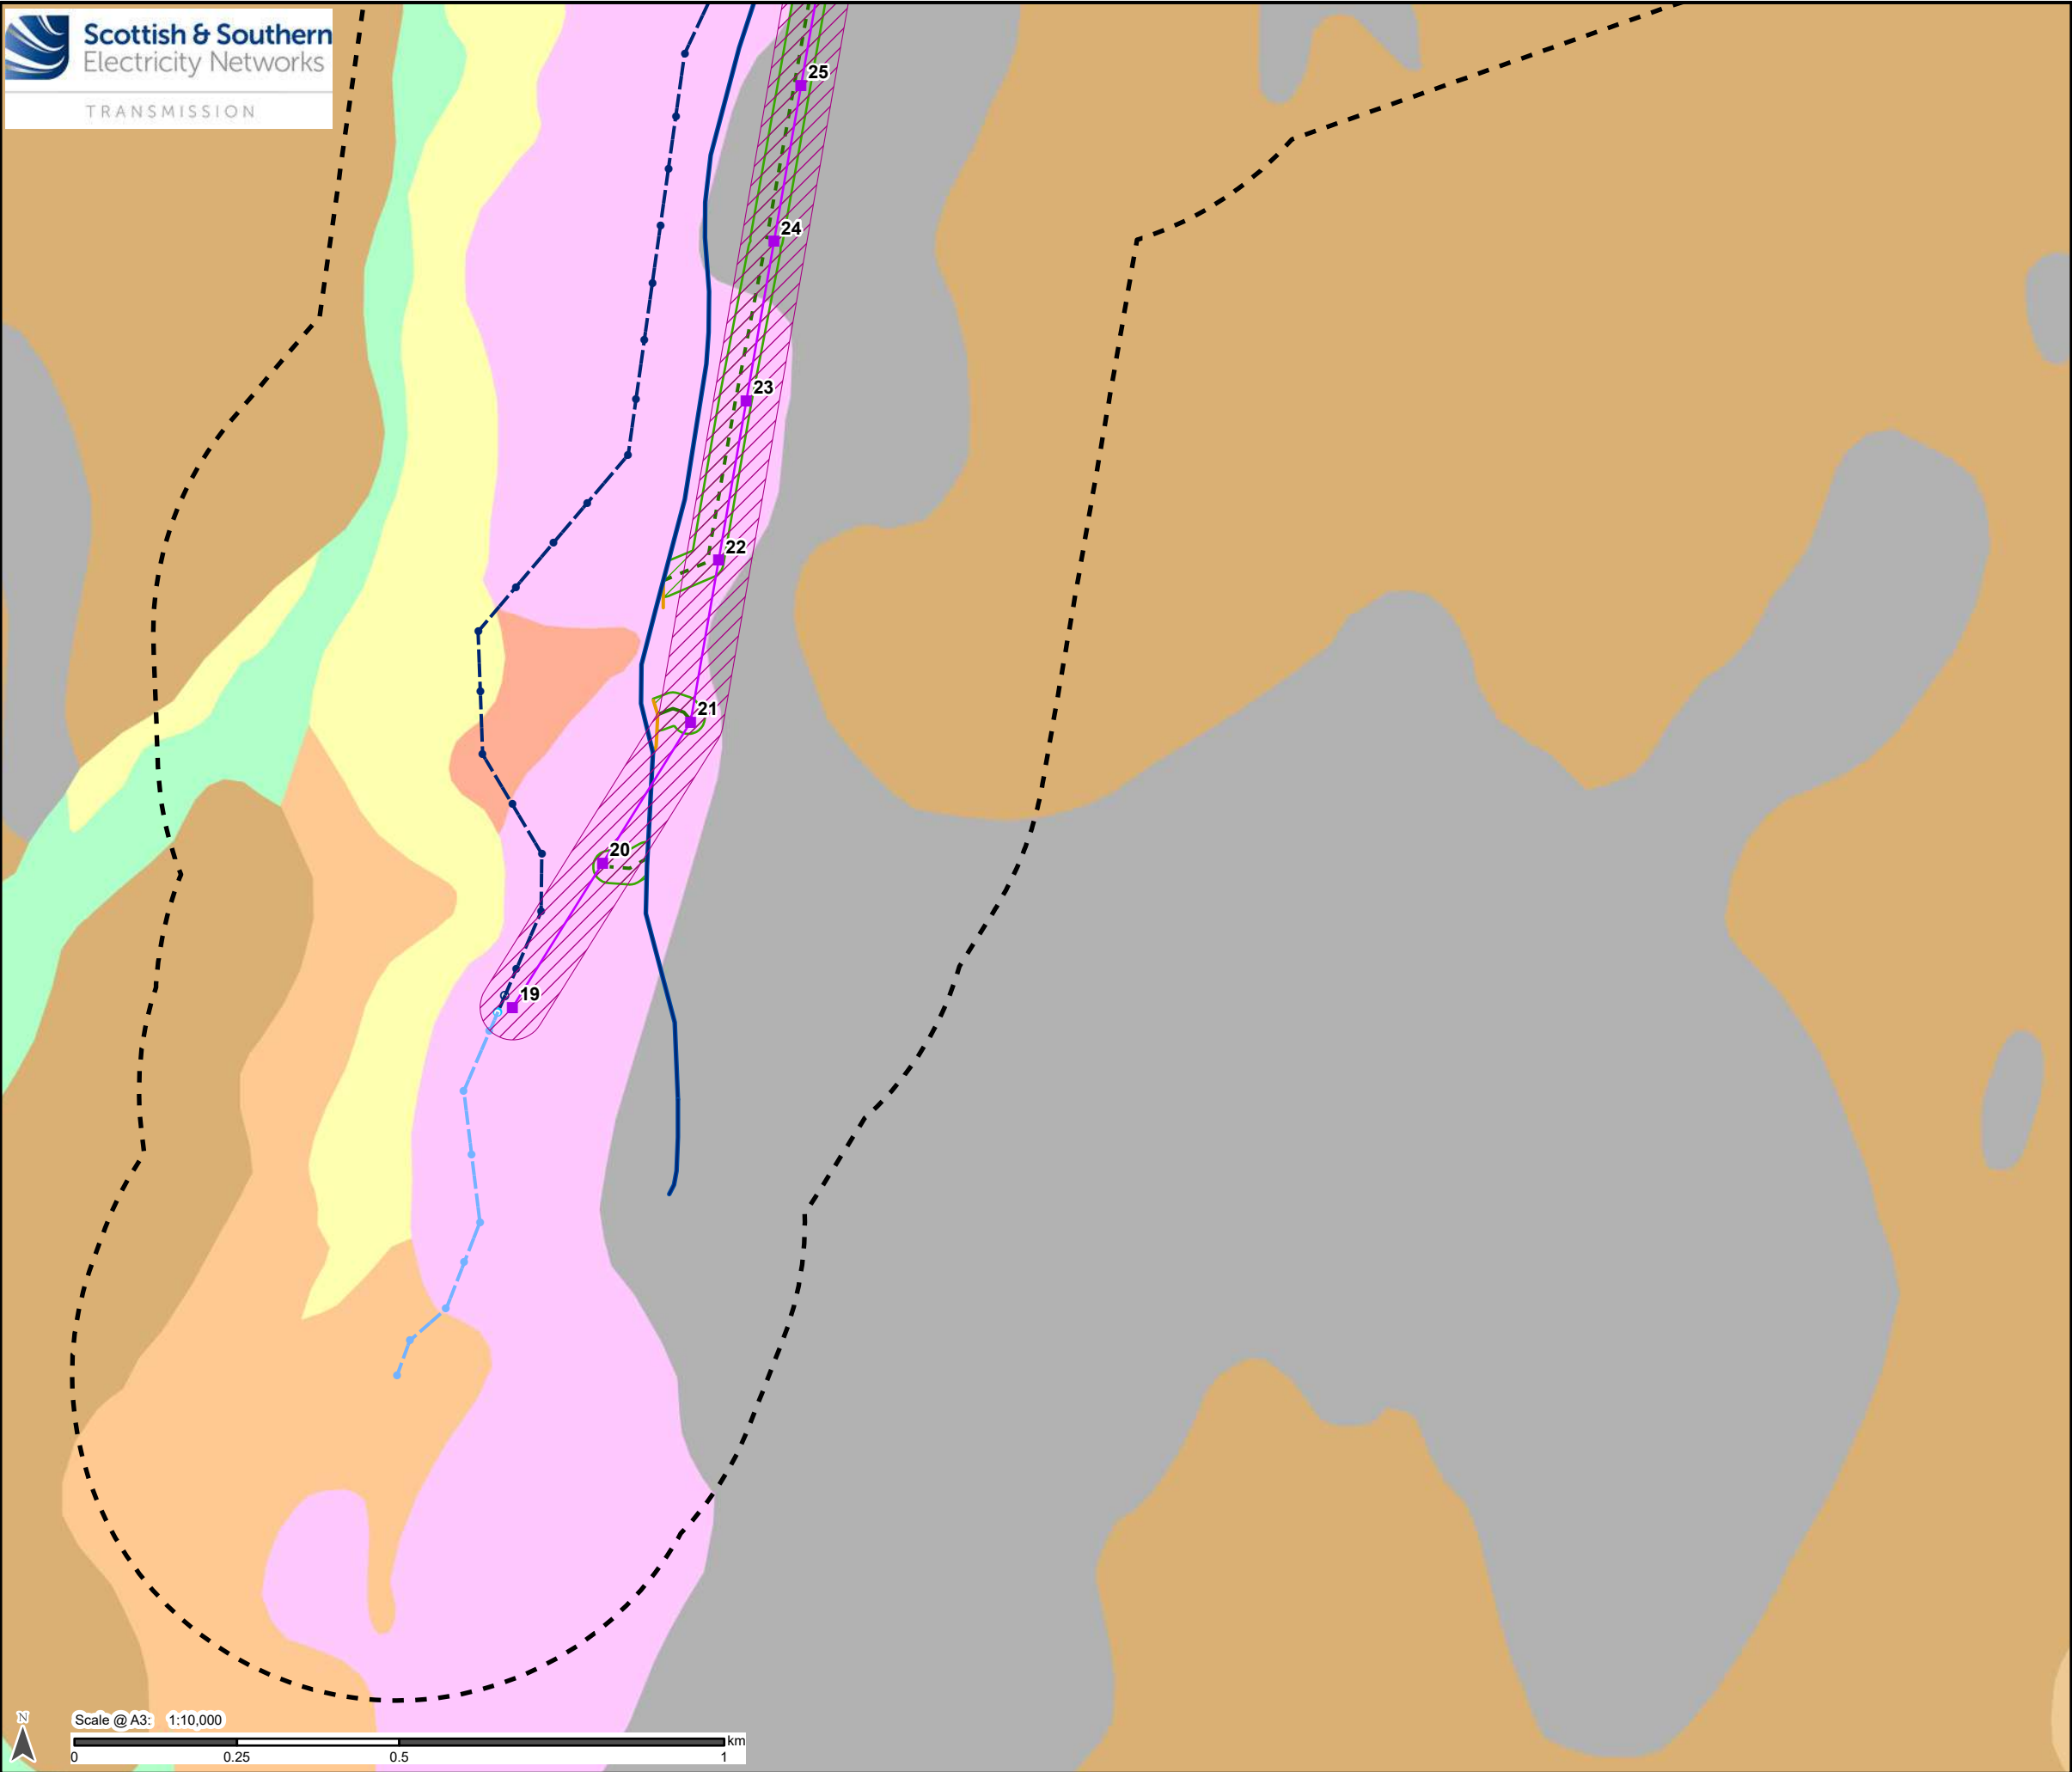 Scottish & Southern
Electricity Networks
TRANSMISSION
25
24
23
22
21
20
19
N
Scale @ A3: 1:10,000
km
0 0.25 0.5 1